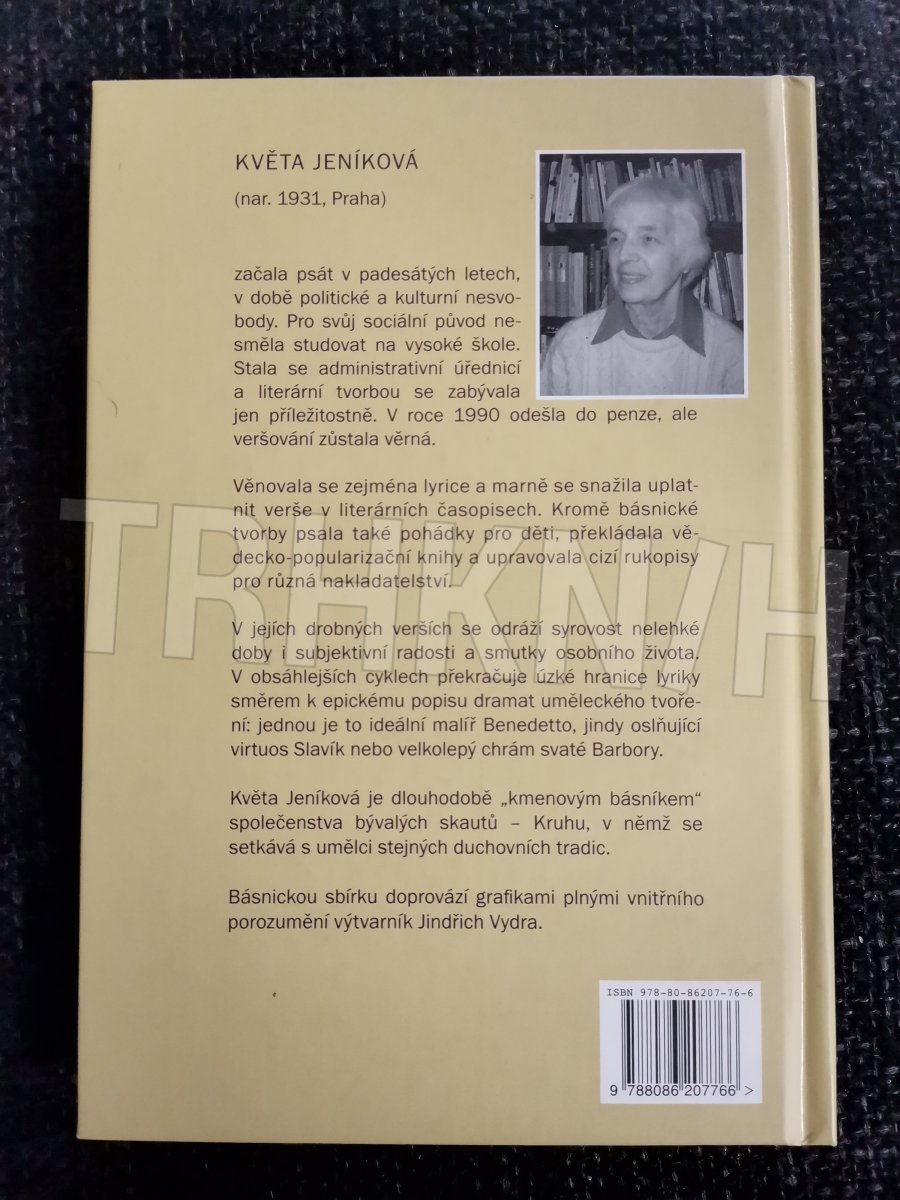 KVĚTA JENÍKOVÁ
(nar. 1931, Praha)
začala psát v padesátých letech,
v době politické a kulturní nesvo-
body. Pro svůj sociální původ ne-
směla studovat na vysoké škole.
Stala se administrativní úřednicí
a literární tvorbou se zabývala
jen příležitostně. V roce 1990 odešla do penze, ale
veršování zůstala věrná.
Věnovala se zejména lyrice a marně se snažila uplat-
nit verše v literárních časopisech. Kromě básnické
tvorby psala také pohádky pro děti, překládala vě-
decko-popularizační knihy a upravovala cizí rukopisy
pro různá nakladatelství.
V jejích drobných verších se odráží syrovost nelehké
doby i subjektivní radosti a smutky osobního života.
V obsáhlejších cyklech překračuje úzké hranice lyriky
směrem k epickému popisu dramat uměleckého tvoře-
ní: jednou je to ideální malíř Benedetto, jindy oslňující
virtuos Slavík nebo velkolepý chrám svaté Barbory.
Květa Jeníková je dlouhodobě „kmenovým básníkem“
společenstva bývalých skautů – Kruhu, v němž se
setkává s umělci stejných duchovních tradic.
Básnickou sbírku doprovází grafikami plnými vnitřního
porozumění výtvarník Jindřich Vydra.
ISBN 978-80-86207-76-6
9 788086 207766 >
TRHKNIH